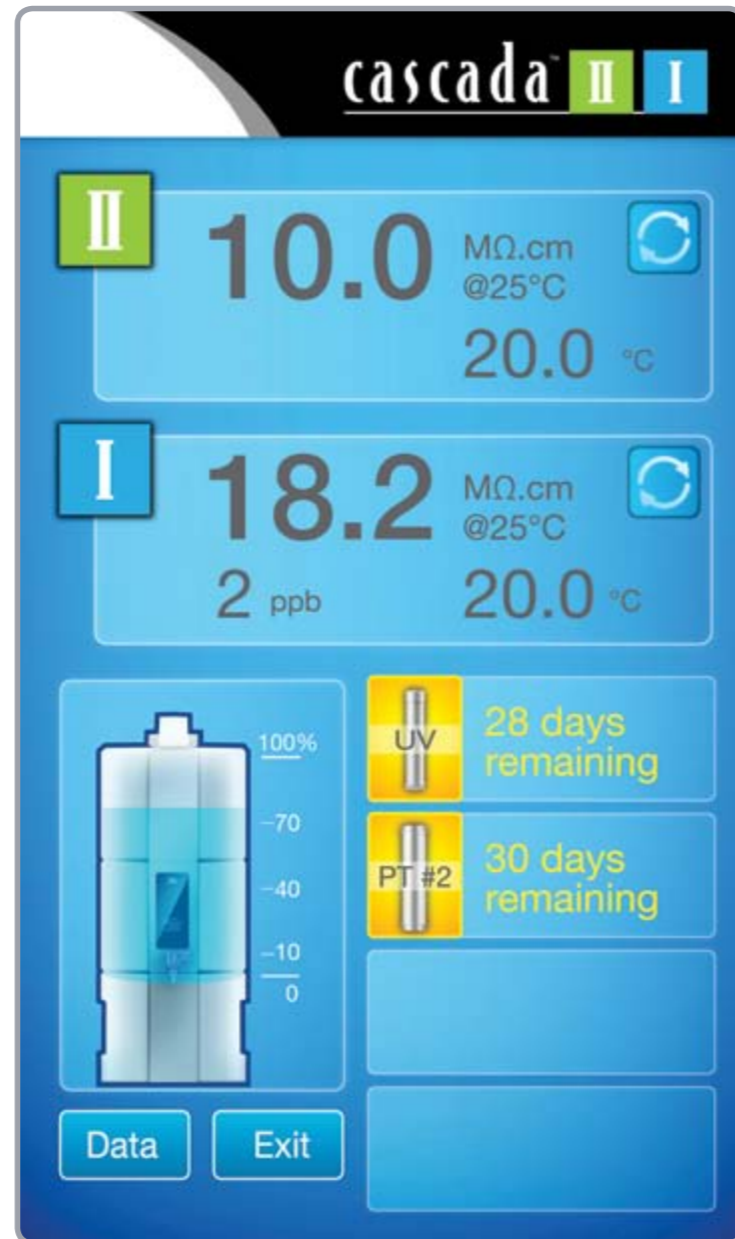 cascada™ II I
II
10.0 MΩ.cm
@25°C
20.0 °C
I
18.2 MΩ.cm
@25°C
2 ppb 20.0 °C
100%
–70
–40
–10
0
UV
28 days
remaining
PT #2
30 days
remaining
Data Exit